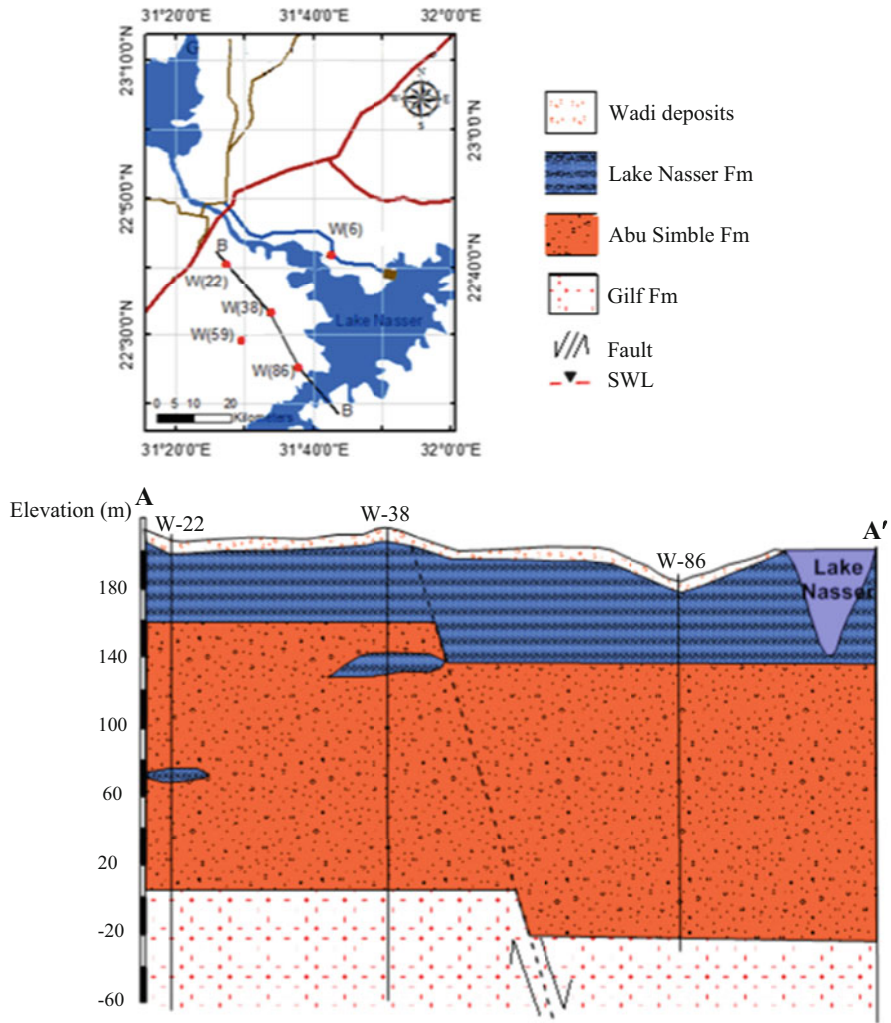 31°20'0"E
31°40'0"E
32°0'0"E
23°10'0"N
23°0'0"N
22°50'0"N
22°40'0"N
22°30'0"N
G
N
E
S
W(6)
B
W(22)
W(38)
W(59)
Lake Nasser
W(86)
B
0 5 10 20
Kilometers
31°20'0"E
31°40'0"E
32°0'0"E
Wadi deposits
Lake Nasser Fm
Abu Simble Fm
Gilf Fm
Fault
SWL
Elevation (m)
A
W-22
W-38
W-86
A'
Lake
Nasser
180
140
100
60
20
-20
-60